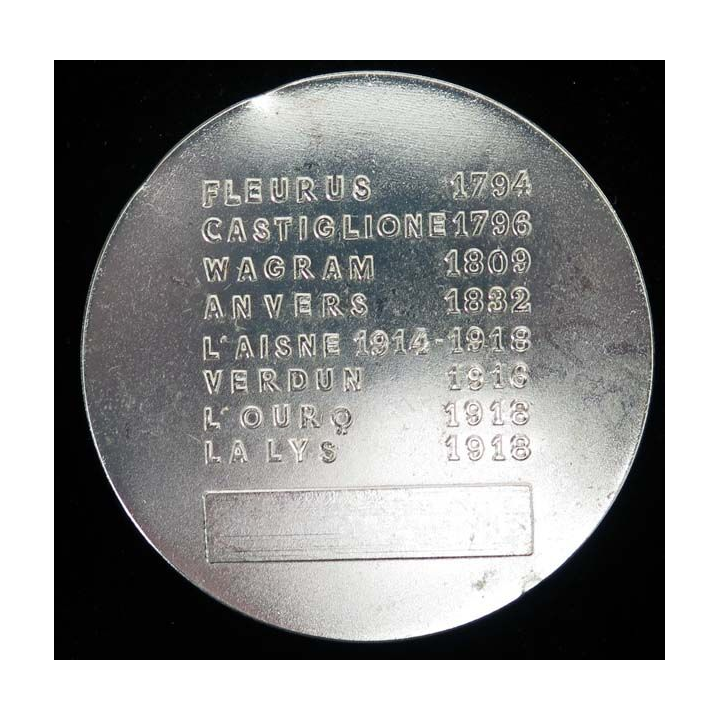 FLEURUS 1794
CASTIGLIONE 1796
WAGRAM 1809
ANVERS 1832
L'AISNE 1914-1918
VERDUN 1916
L'OURQ 1918
LA LYS 1918